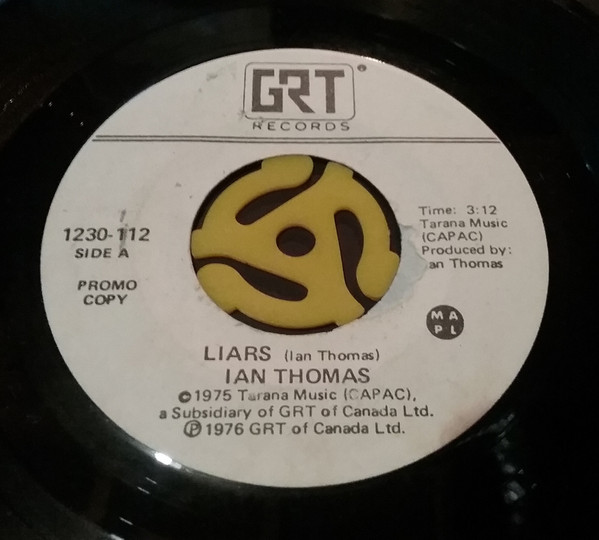 GRT
RECORDS
1230-112
SIDE A
PROMO
COPY
Time: 3:12
Tarana Music
(CAPAC)
Produced by:
an Thomas
M A
P L
LIARS (Ian Thomas)
IAN THOMAS
©1975 Tarana Music (CAPAC),
a Subsidiary of GRT of Canada Ltd.
℗1976 GRT of Canada Ltd.